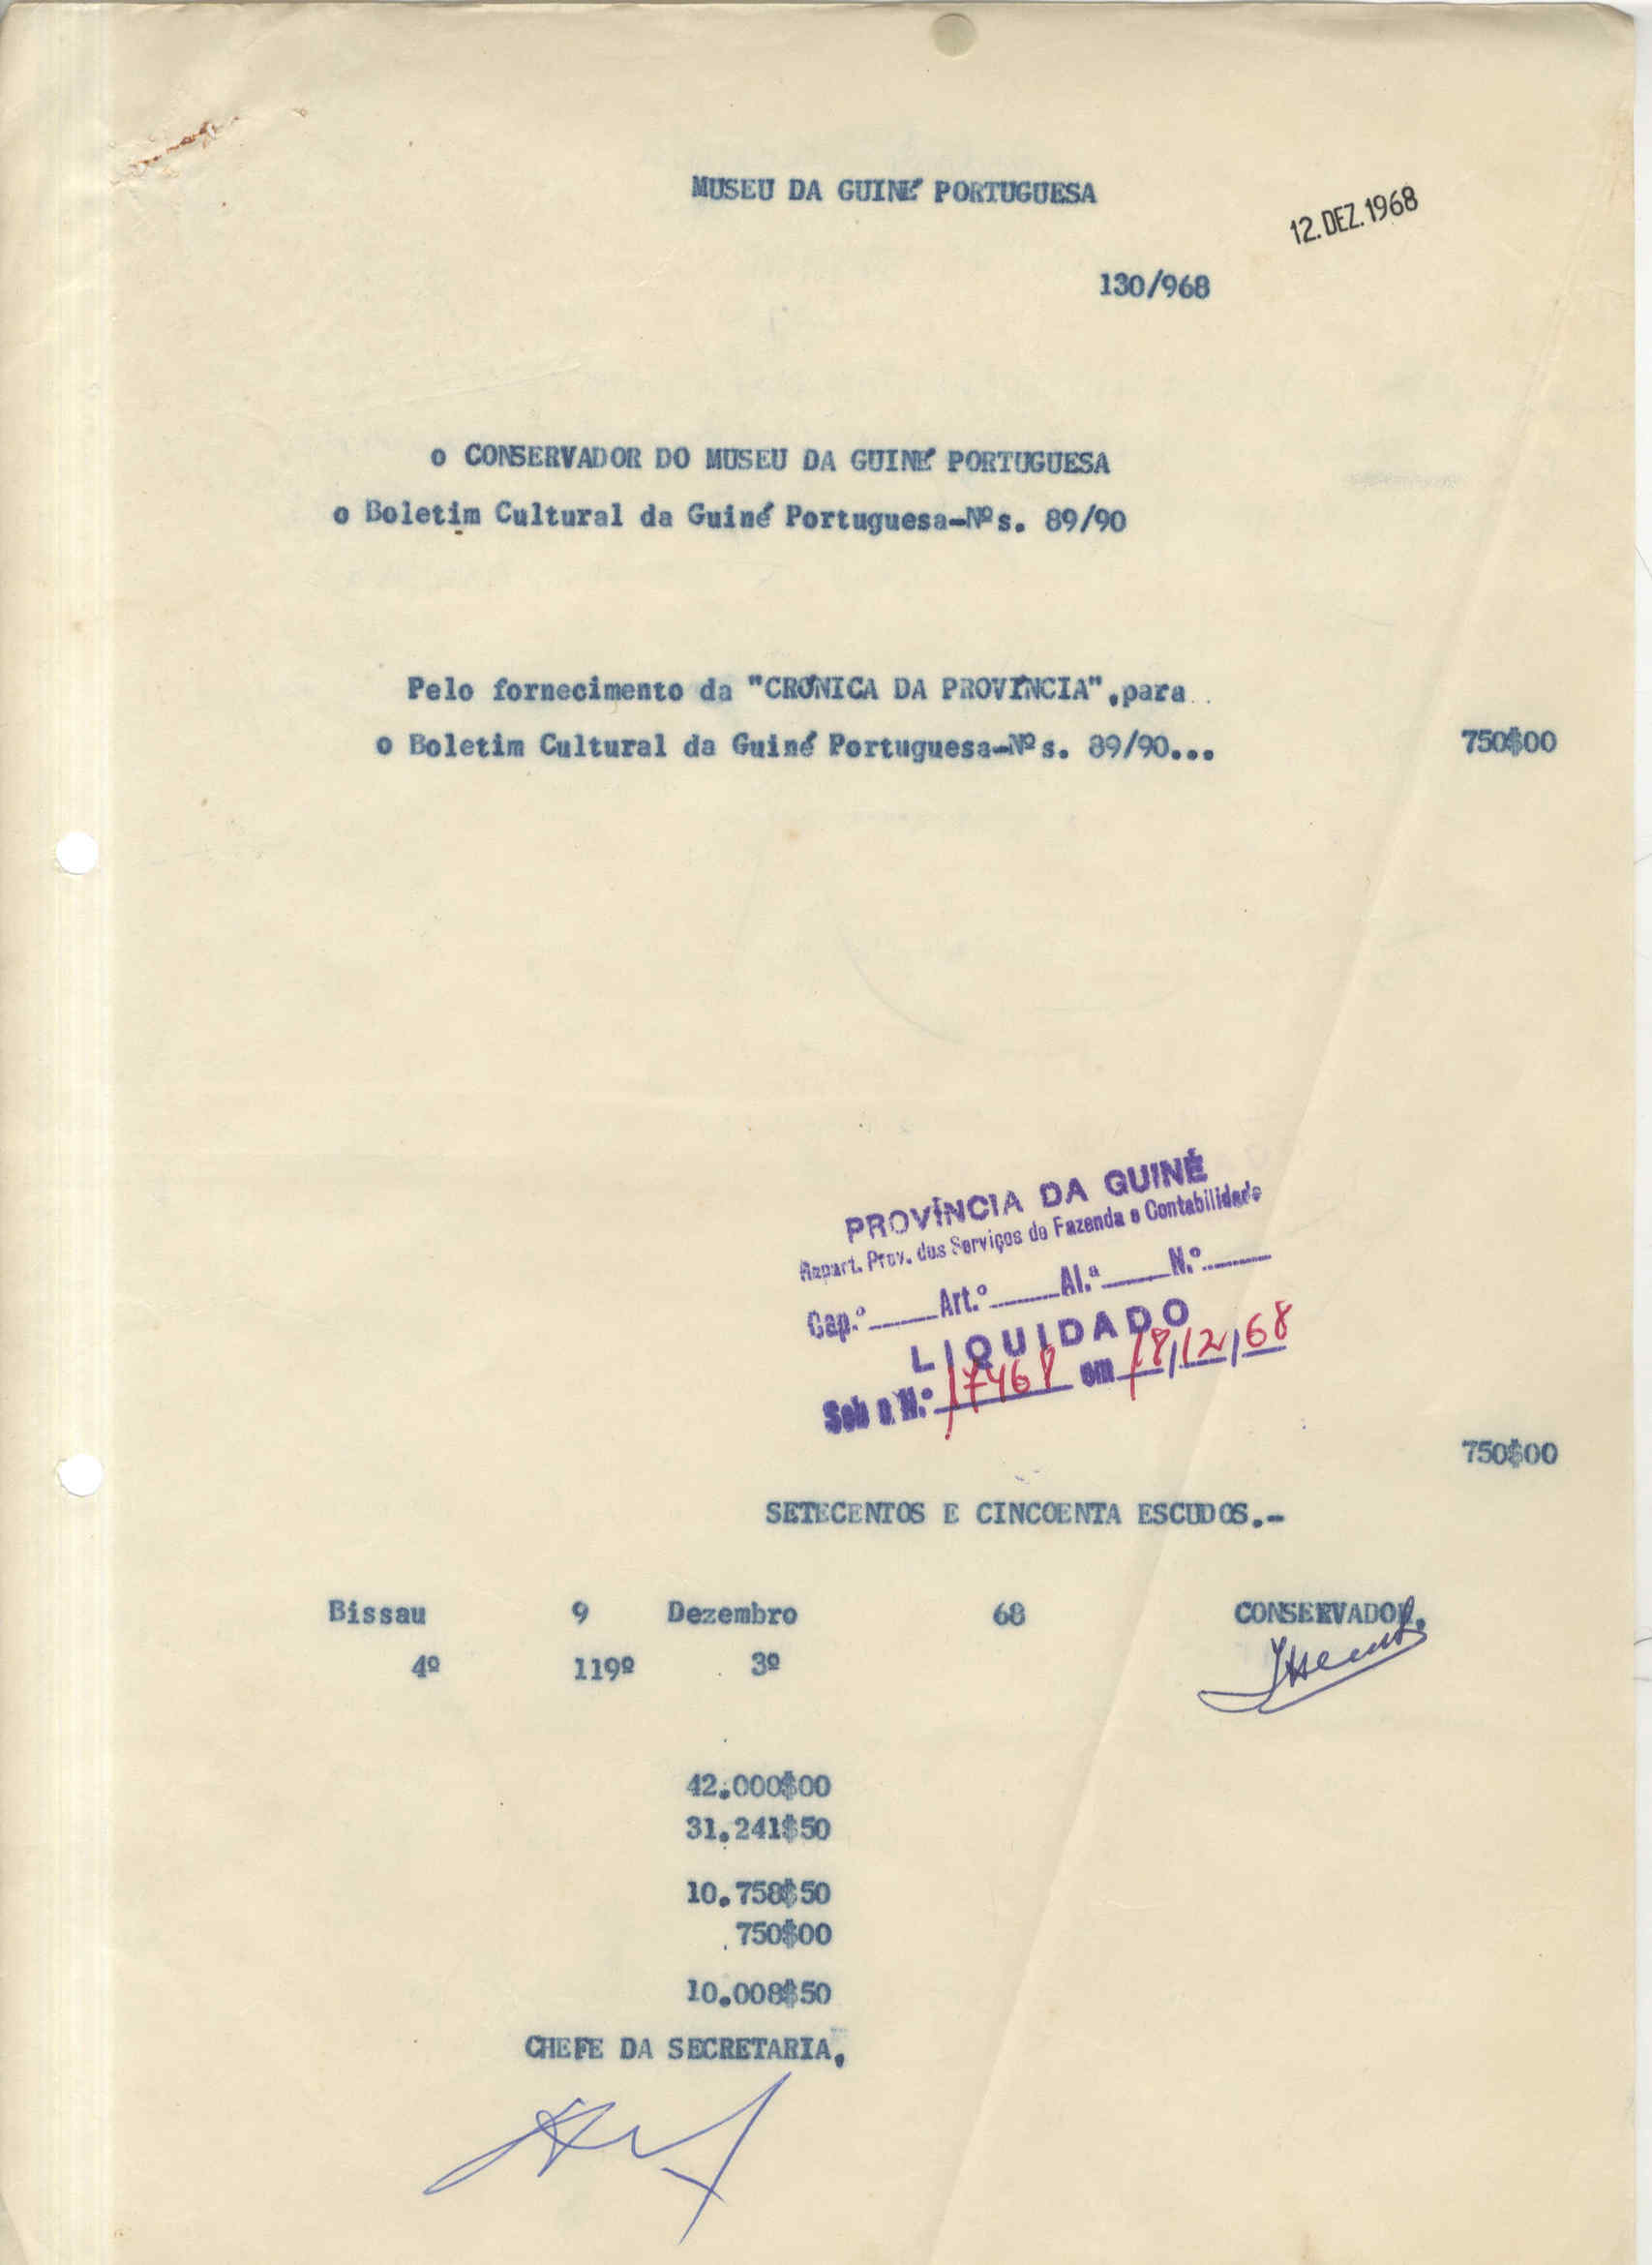 MUSEU DA GUINÉ PORTUGUESA
12. DEZ. 1968
130/968
o CONSERVADOR DO MUSEU DA GUINÉ PORTUGUESA
o Boletim Cultural da Guiné Portuguesa-Nºs. 89/90
Pelo fornecimento da "CRÓNICA DA PROVÍNCIA",para
o Boletim Cultural da Guiné Portuguesa-Nºs. 89/90... 750$00
PROVÍNCIA DA GUINÉ
Repart. Prov. dos Serviços de Fazenda e Contabilidade
Cap.º____Art.º____Al.ª____N.º____
LIQUIDADO
Sob o N.º 17468 em 18/12/68
750$00
SETECENTOS E CINCOENTA ESCUDOS.-
Bissau 9 Dezembro 68 CONSERVADOR,
4º 119º 3º
42.000$00
31.241$50
10.758$50
750$00
10.008$50
CHEFE DA SECRETARIA,